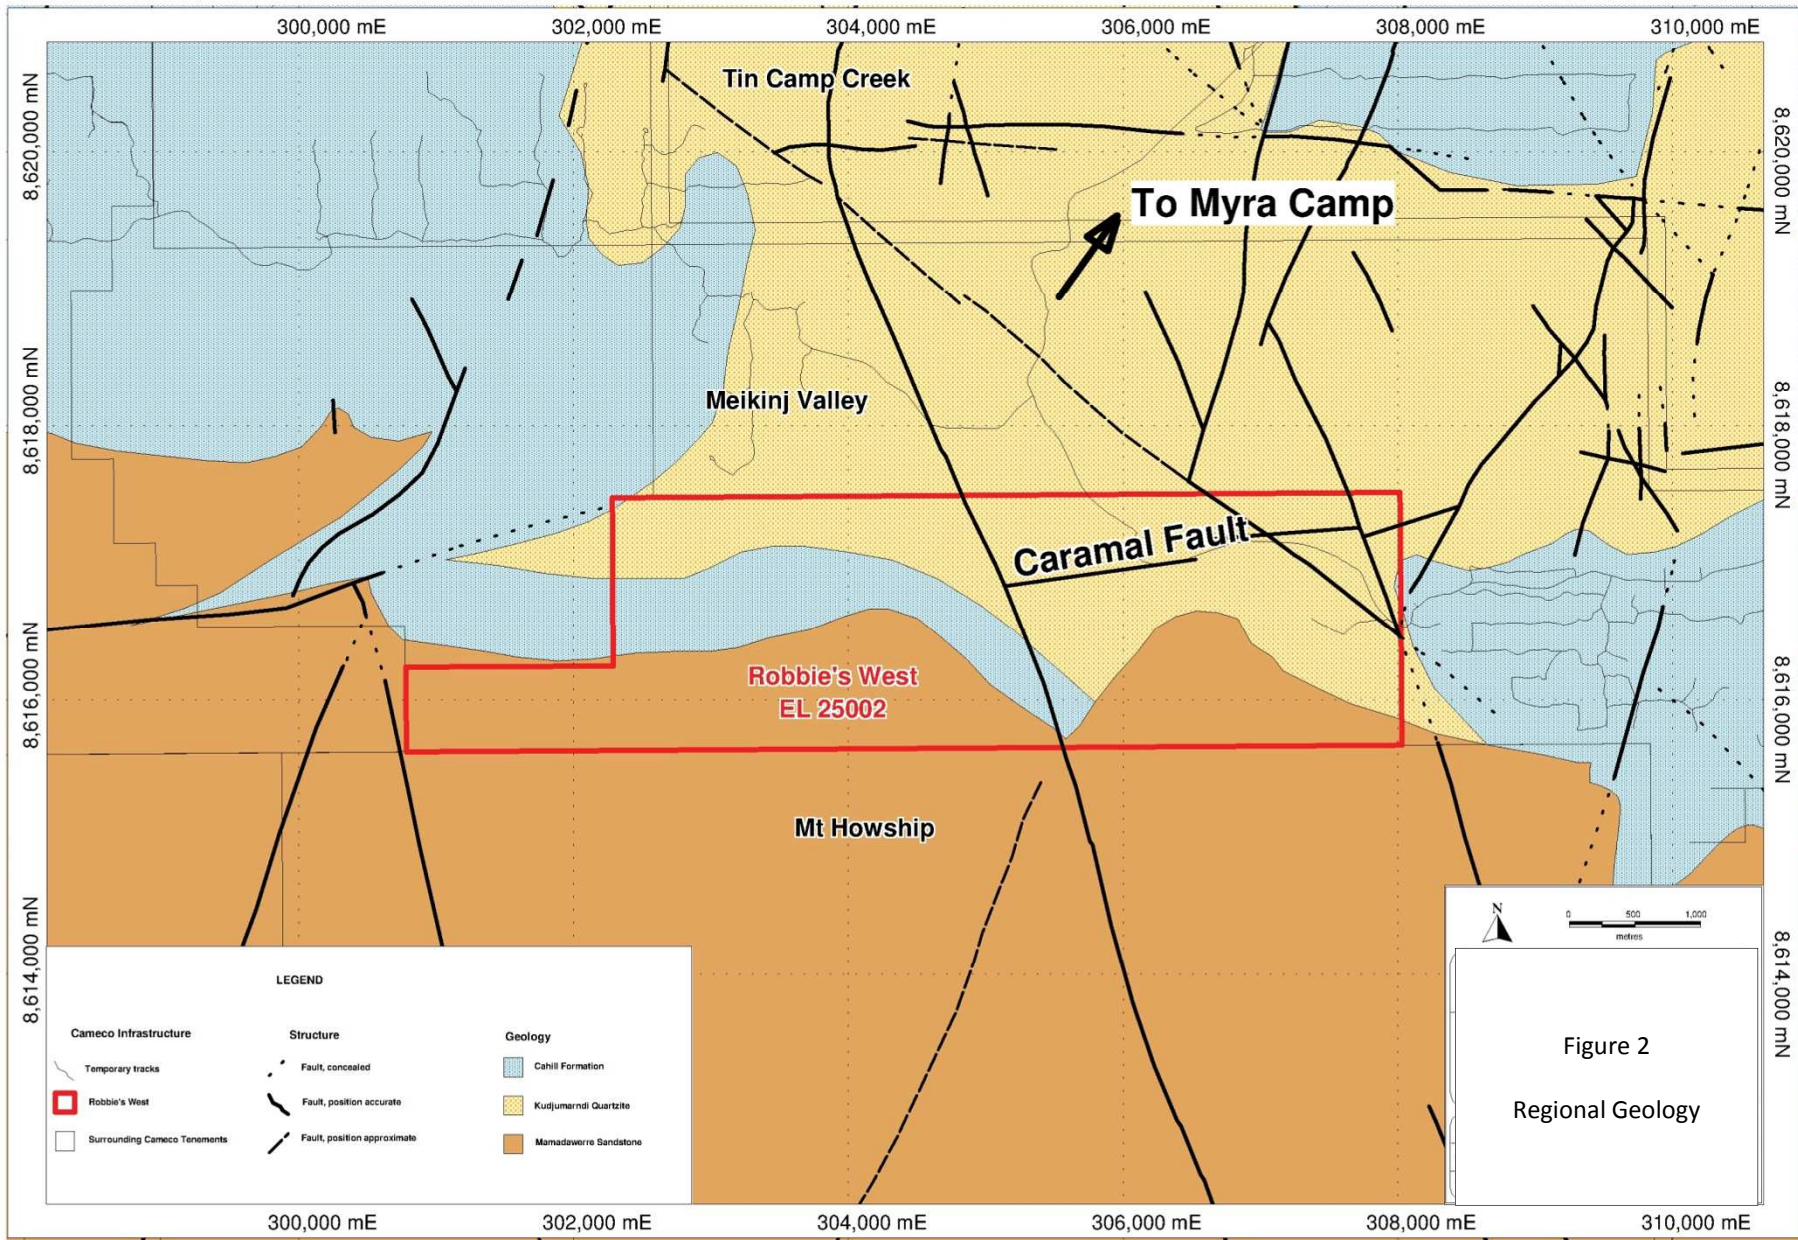 300,000 mE 302,000 mE 304,000 mE 306,000 mE 308,000 mE 310,000 mE
8,620,000 mN
8,618,000 mN
8,616,000 mN
8,614,000 mN
8,620,000 mN
8,618,000 mN
8,616,000 mN
8,614,000 mN
Tin Camp Creek
To Myra Camp
Meikinj Valley
Caramal Fault
Robbie's West
EL 25002
Mt Howship
LEGEND
Cameco Infrastructure
Temporary tracks
Robbie's West
Surrounding Cameco Tenements
Structure
Fault, concealed
Fault, position accurate
Fault, position approximate
Geology
Cahill Formation
Kudjumarndi Quartzite
Mamadawerre Sandstone
N
0 500 1,000
metres
Figure 2
Regional Geology
300,000 mE 302,000 mE 304,000 mE 306,000 mE 308,000 mE 310,000 mE